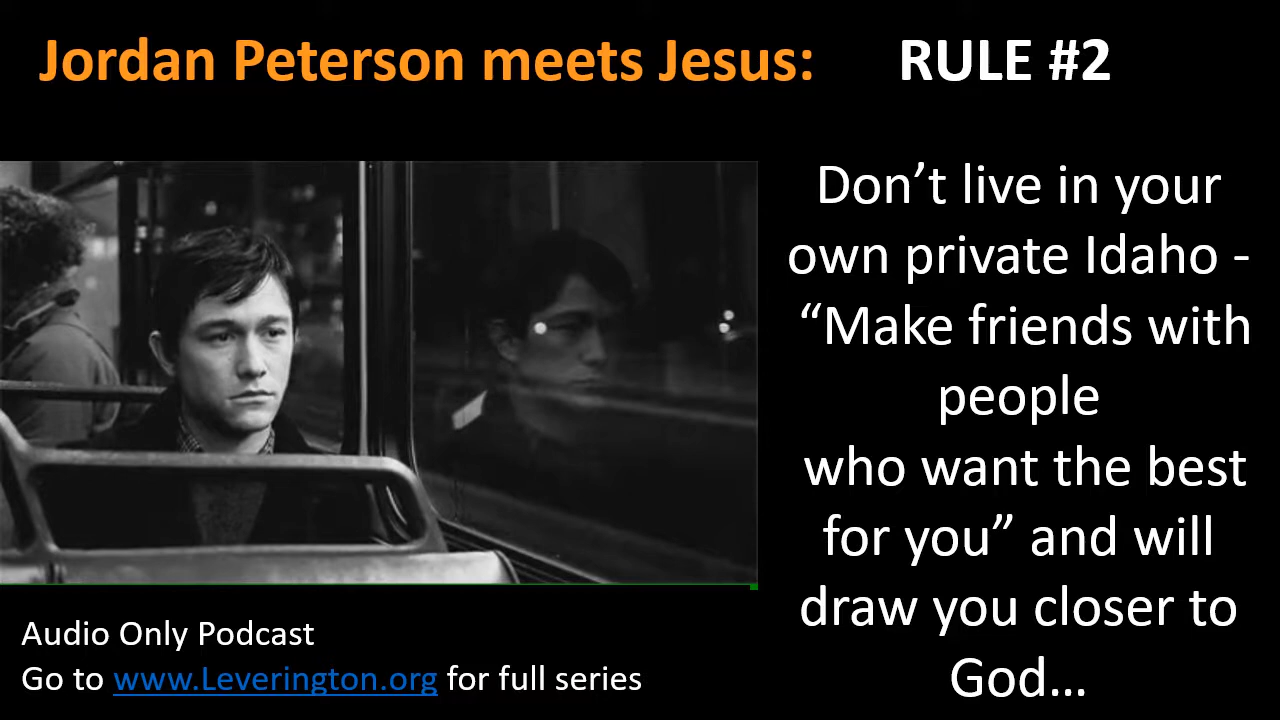 Jordan Peterson meets Jesus: RULE #2
Don’t live in your
own private Idaho -
“Make friends with
people
who want the best
for you” and will
draw you closer to
God…
Audio Only Podcast
Go to www.Leverington.org for full series